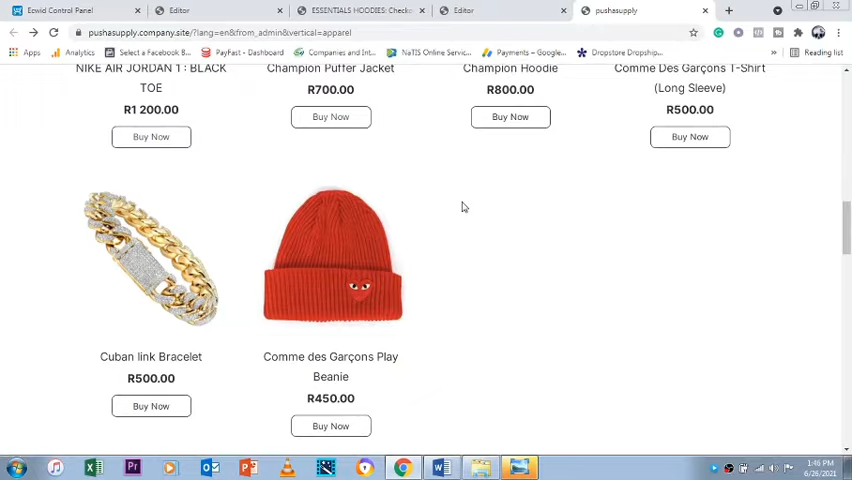 Ecwid Control Panel
Editor
ESSENTIALS HOODIES: Checko
Editor
pushasupply
pushasupply.company.site/?lang=en&from_admin&vertical=apparel
Apps
Analytics
Select a Facebook B...
PayFast - Dashboard
Companies and Int...
NaTIS Online Servic...
Payments – Google...
Dropstore Dropship...
Reading list
NIKE AIR JORDAN 1 : BLACK
TOE
R1 200.00
Buy Now
Champion Puffer Jacket
R700.00
Buy Now
Champion Hoodie
R800.00
Buy Now
Comme Des Garçons T-Shirt
(Long Sleeve)
R500.00
Buy Now
Cuban link Bracelet
R500.00
Buy Now
Comme des Garçons Play
Beanie
R450.00
Buy Now
1:46 PM
6/26/2021